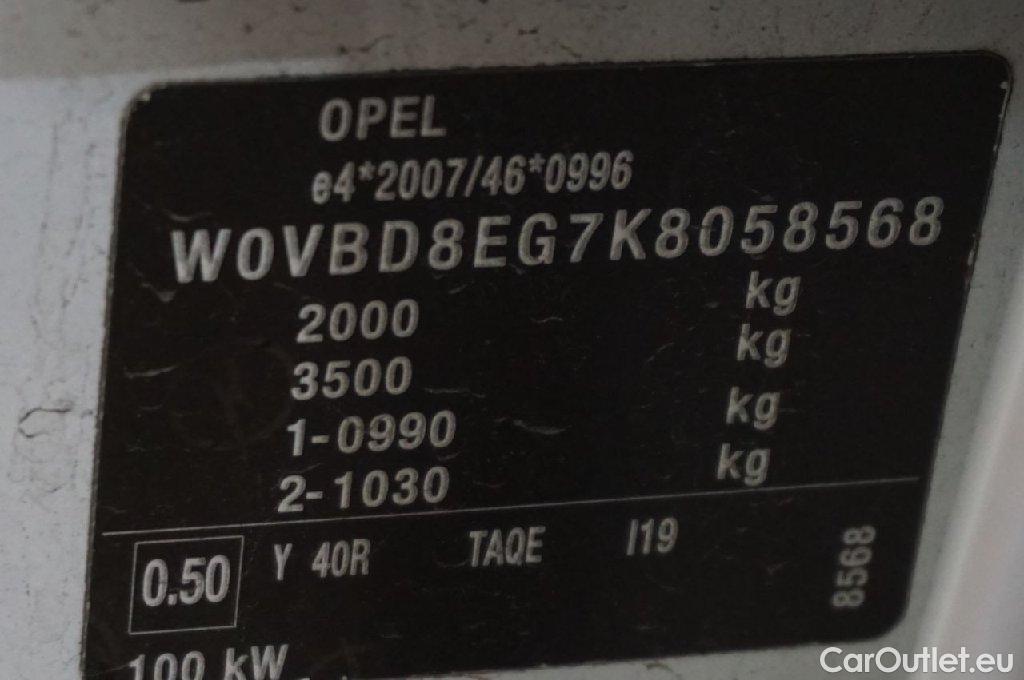 OPEL
e4*2007/46*0996
W0VBD8EG7K8058568
2000 kg
3500 kg
1-0990 kg
2-1030 kg
0.50 Y 40R TAQE I19
8568
100 kW
CarOutlet.eu